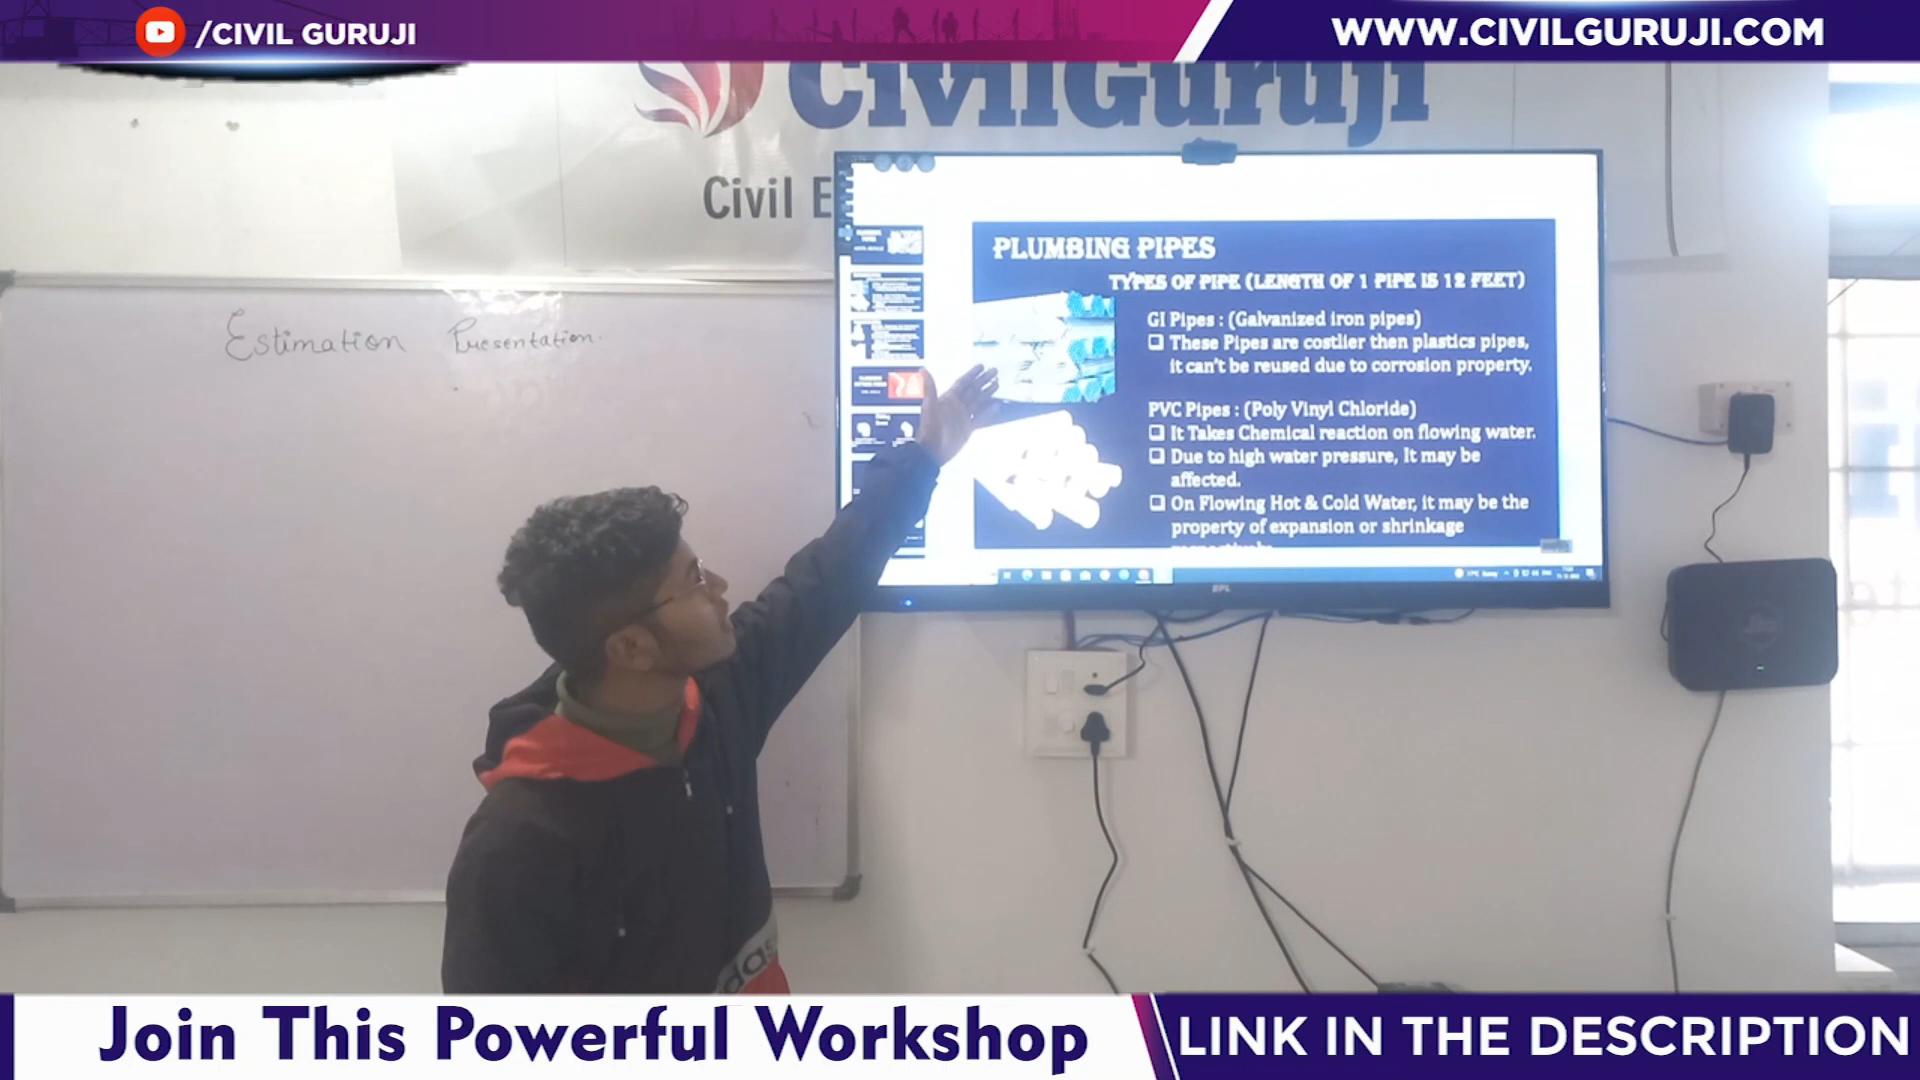 /CIVIL GURUJI
WWW.CIVILGURUJI.COM
CivilGuruji
Civil E
Estimation Presentation.
PLUMBING PIPES
TYPES OF PIPE (LENGTH OF 1 PIPE IS 12 FEET)
GI Pipes : (Galvanized iron pipes)
❑ These Pipes are costlier then plastics pipes,
it can't be reused due to corrosion property.
PVC Pipes : (Poly Vinyl Chloride)
❑ It Takes Chemical reaction on flowing water.
❑ Due to high water pressure, It may be
affected.
❑ On Flowing Hot & Cold Water, it may be the
property of expansion or shrinkage
BPL
das
Join This Powerful Workshop
LINK IN THE DESCRIPTION